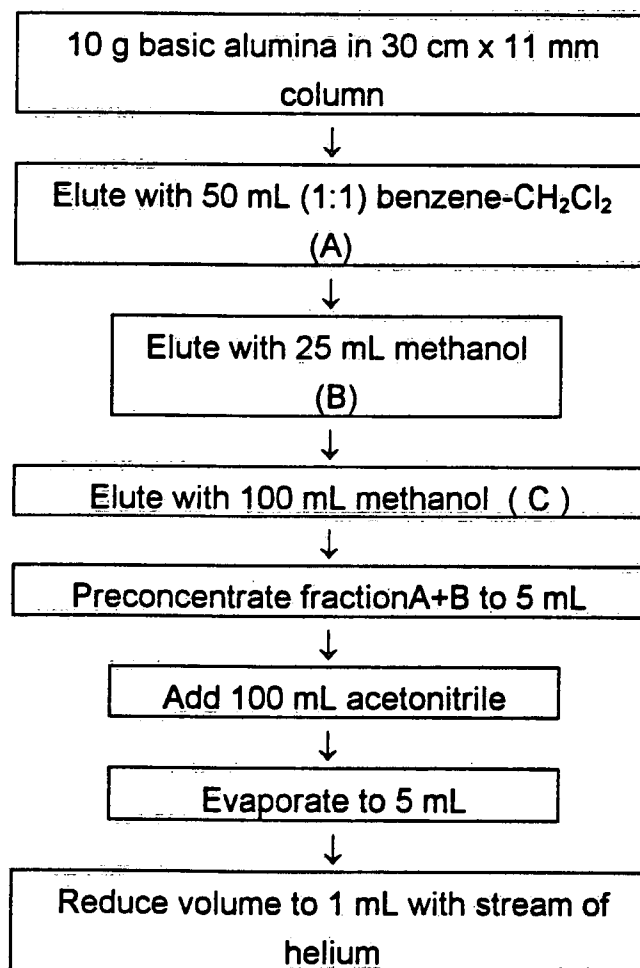 10 g basic alumina in 30 cm x 11 mm
column
↓
Elute with 50 mL (1:1) benzene-CH₂Cl₂
(A)
↓
Elute with 25 mL methanol
(B)
↓
Elute with 100 mL methanol ( C )
↓
Preconcentrate fractionA+B to 5 mL
↓
Add 100 mL acetonitrile
↓
Evaporate to 5 mL
↓
Reduce volume to 1 mL with stream of
helium